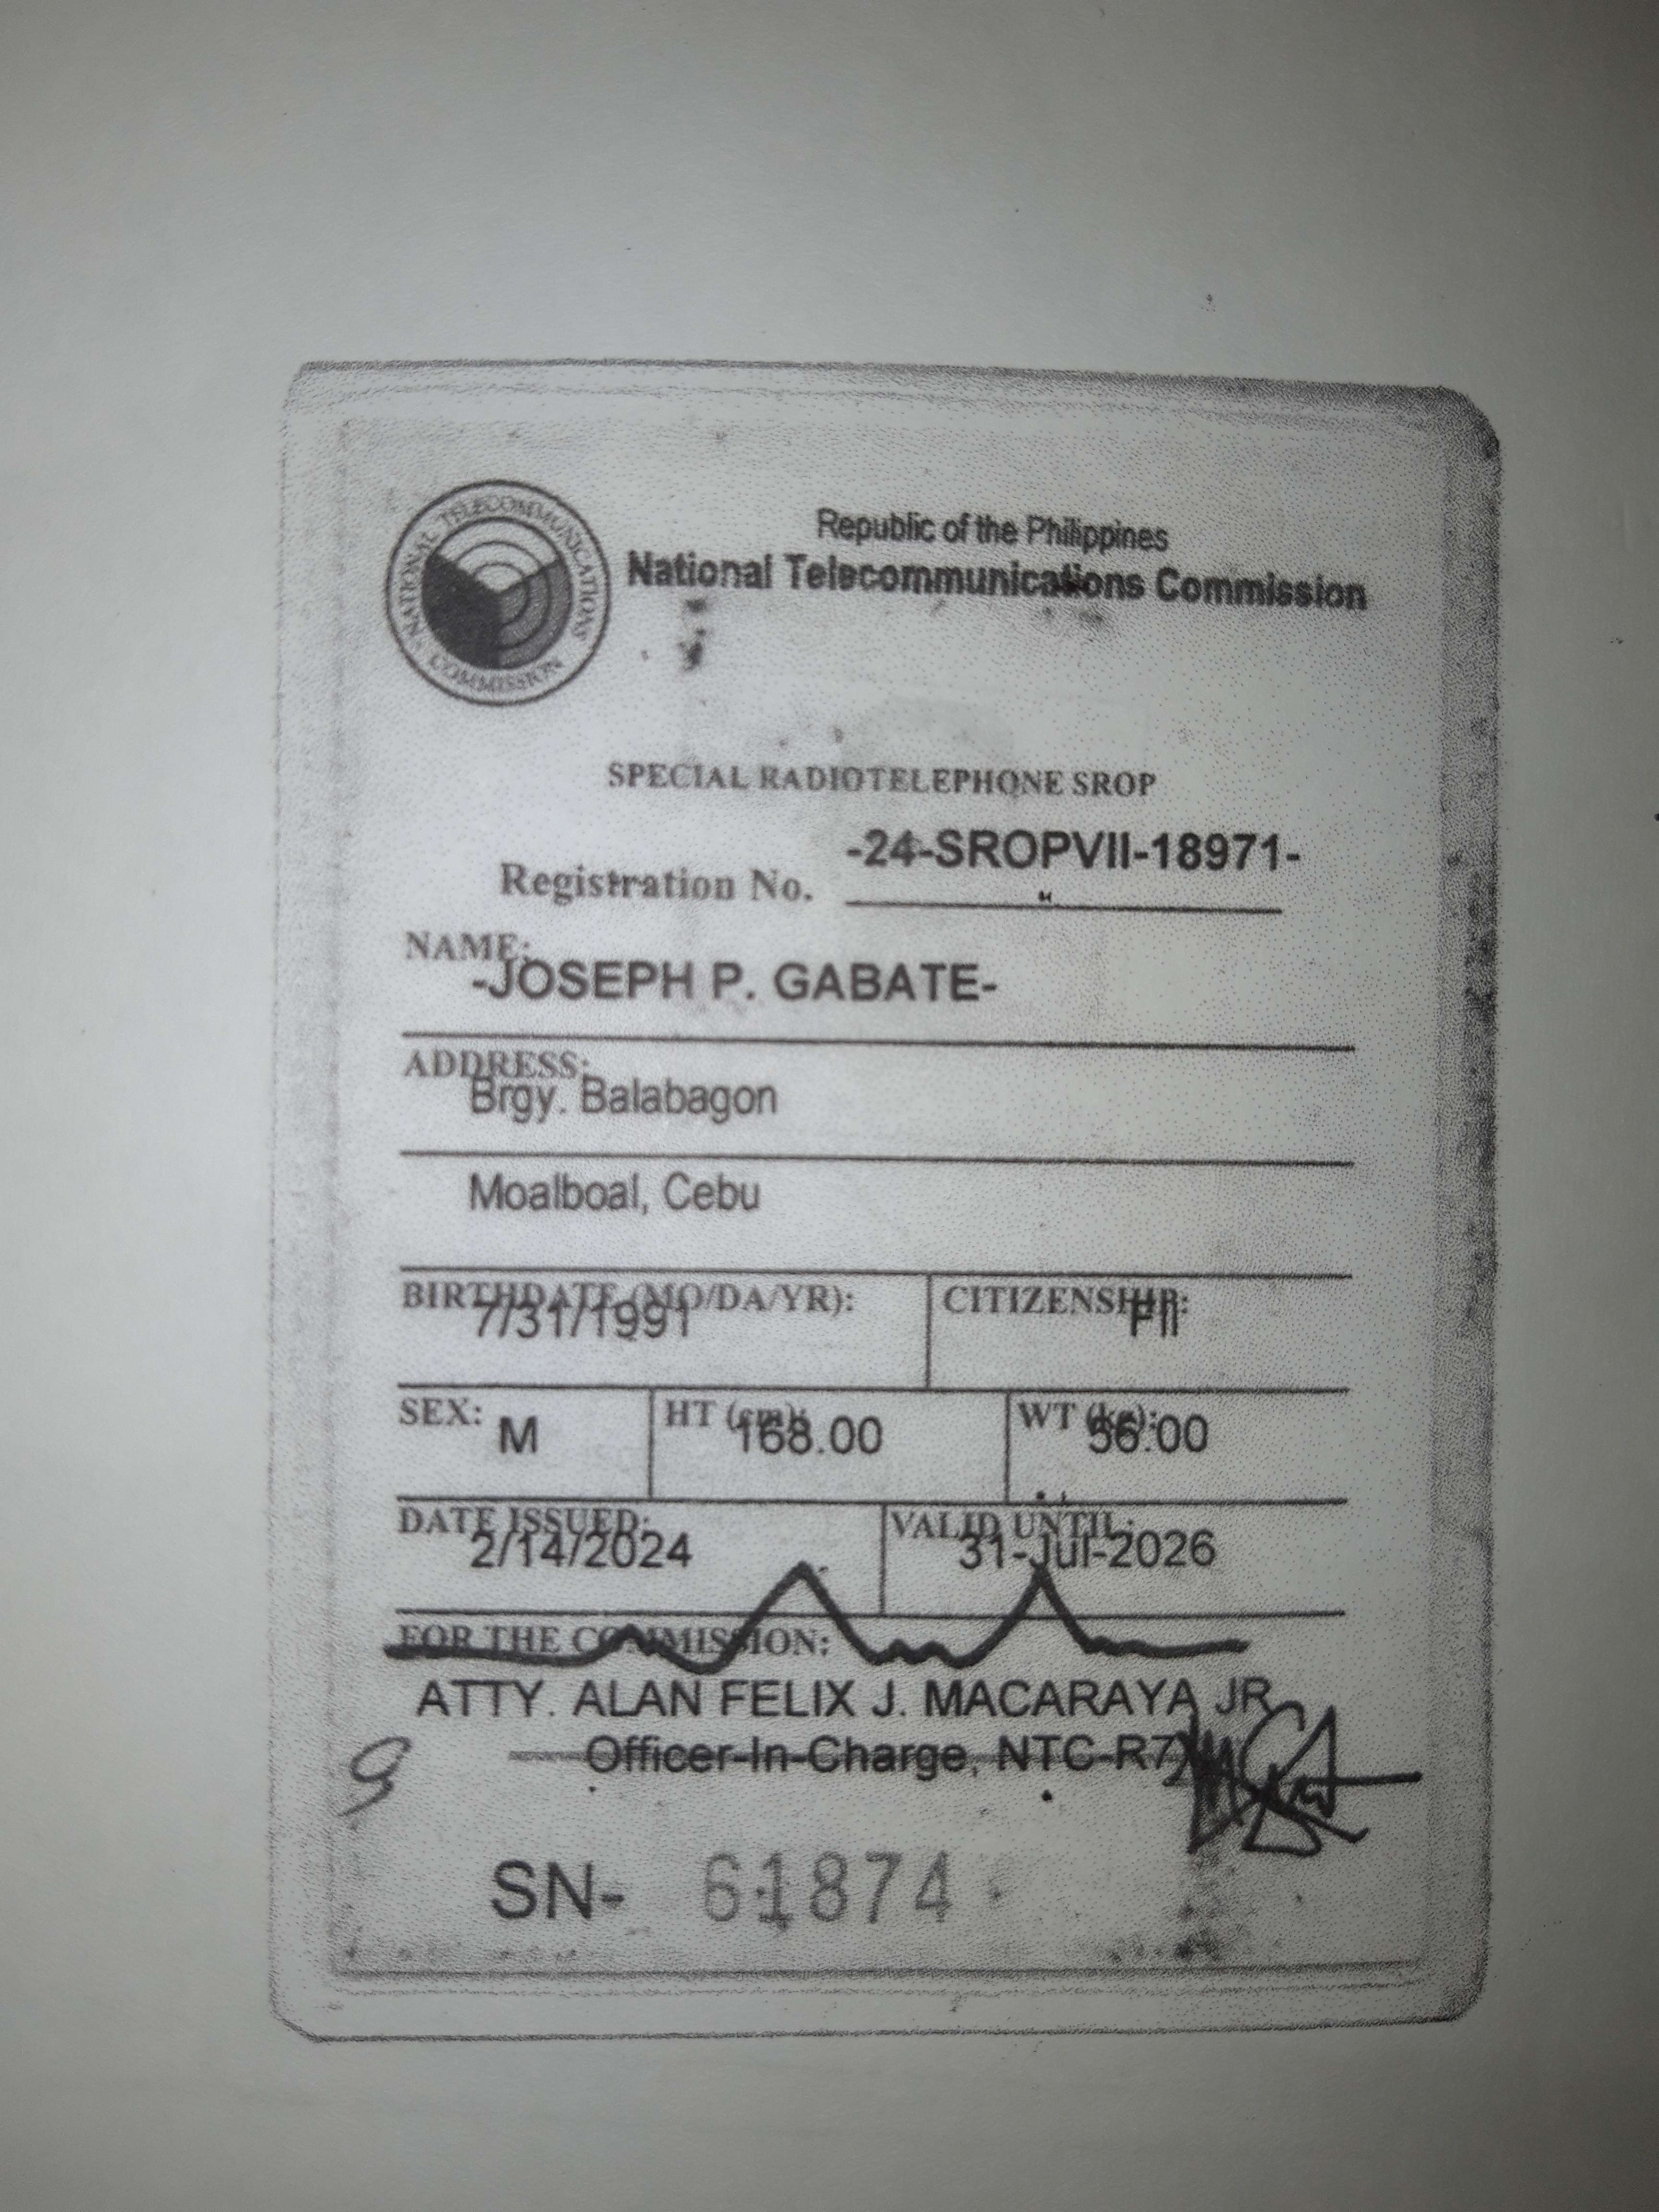 NATIONAL TELECOMMUNICATIONS COMMISSION
Republic of the Philippines
National Telecommunications Commission
SPECIAL RADIOTELEPHONE SROP
Registration No. -24-SROPVII-18971-
NAME:
-JOSEPH P. GABATE-
ADDRESS:
Brgy. Balabagon
Moalboal, Cebu
BIRTHDATE (MO/DA/YR): CITIZENSHIP:
7/31/1991 Fil
SEX: M HT (cm): 168.00 WT (kg): 56.00
DATE ISSUED: VALID UNTIL:
2/14/2024 31-Jul-2026
FOR THE COMMISSION:
ATTY. ALAN FELIX J. MACARAYA JR
Officer-In-Charge, NTC-R7
SN- 61874